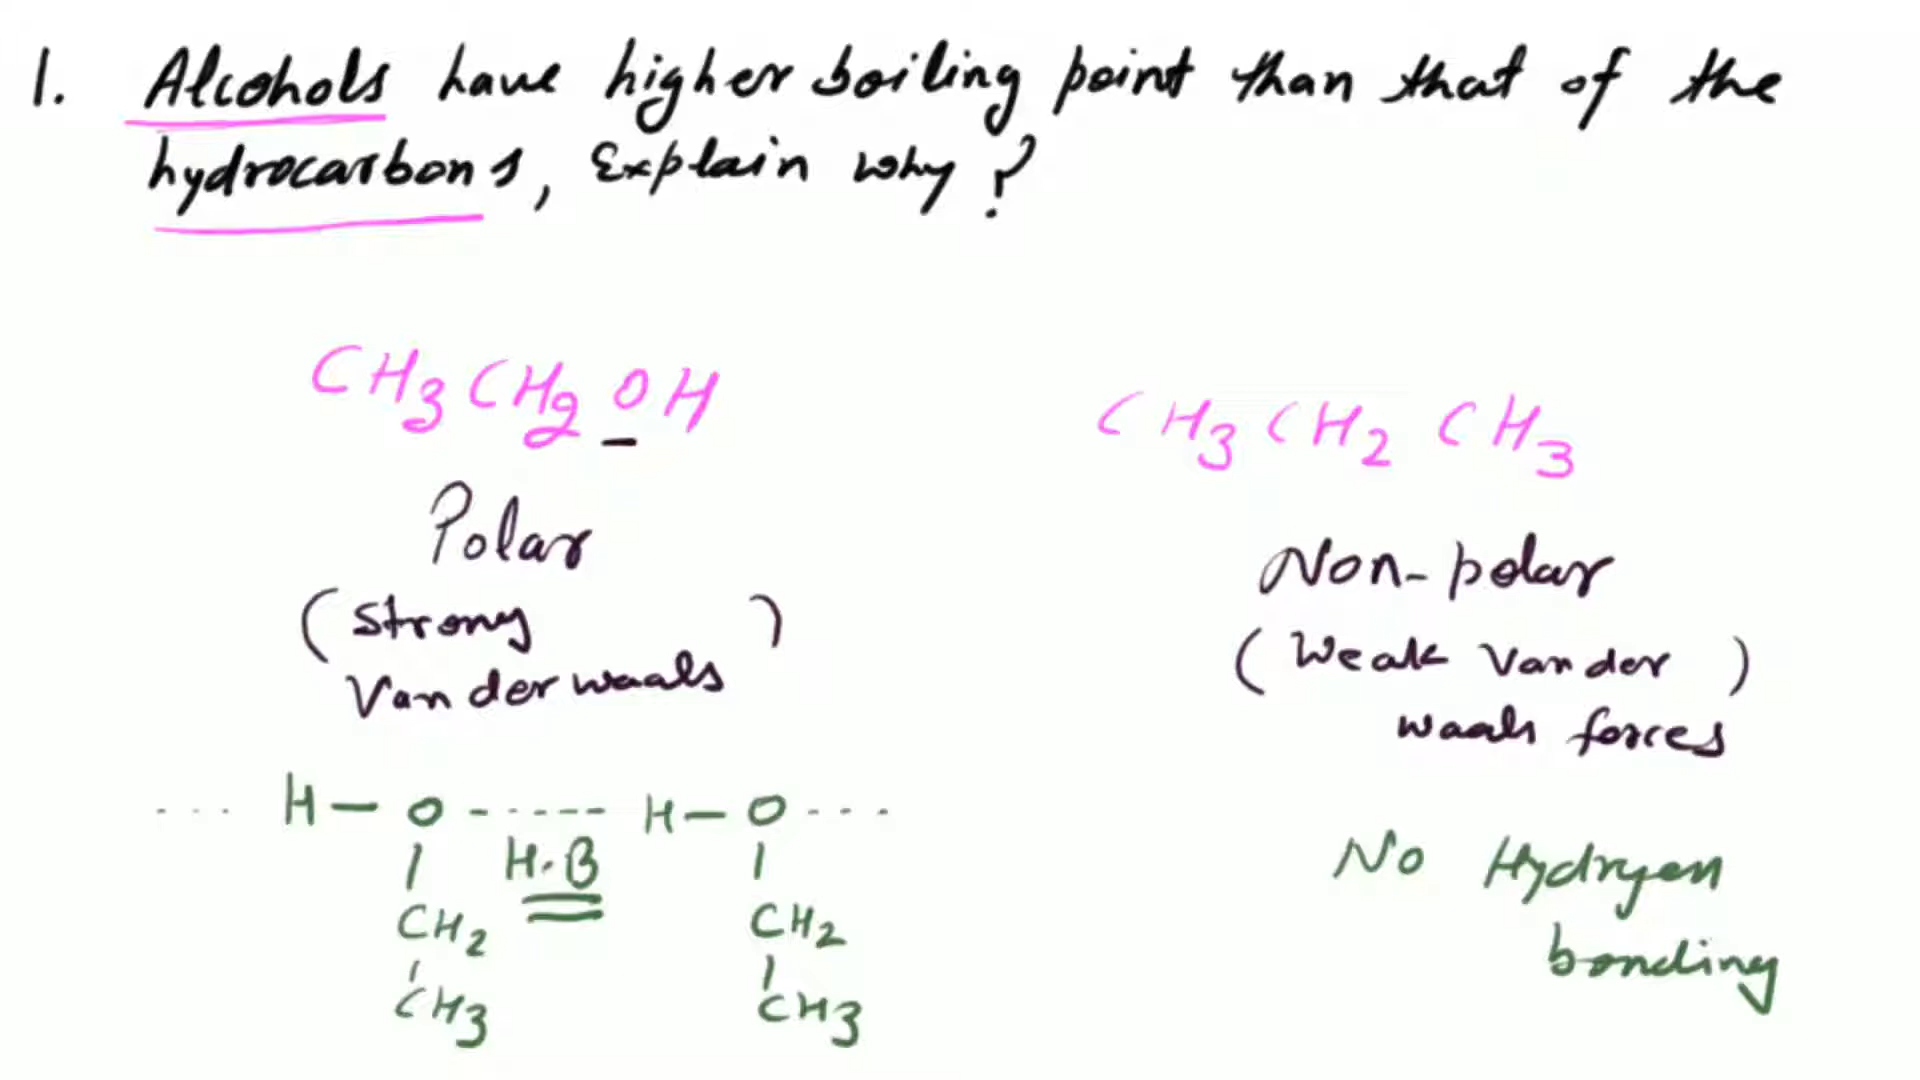 1. Alcohols have higher boiling point than that of the
hydrocarbons, Explain why?
CH3CH2OH
CH3CH2CH3
Polar
(Strong
Van der waals)
Non-polar
(Weak Van der
waals forces)
... H—O ------ H—O ...
H.B
CH2 CH2
CH3 CH3
No Hydrogen
bonding